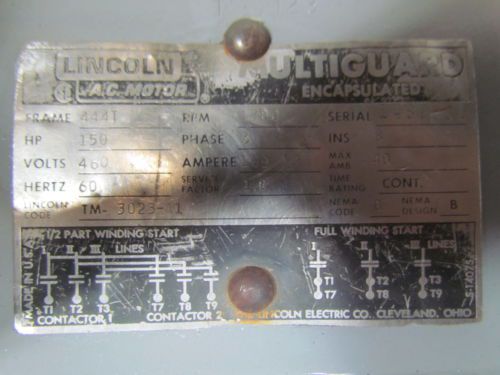 LINCOLN MULTIGUARD
A.C. MOTOR ENCAPSULATED
FRAME 444T RPM SERIAL
HP 150 PHASE 3 INS
VOLTS 460 AMPERE MAX AMB 40
HERTZ 60 SERVICE FACTOR TIME RATING CONT.
LINCOLN CODE TM- 3023- NEMA CODE NEMA DESIGN B
1/2 PART WINDING START FULL WINDING START
I II III LINES I II III LINES
T1 T2 T3 T7 T8 T9 T1 T2 T3
T7 T8 T9
CONTACTOR 1 CONTACTOR 2 LINCOLN ELECTRIC CO. CLEVELAND, OHIO
MADE IN U.S.A.